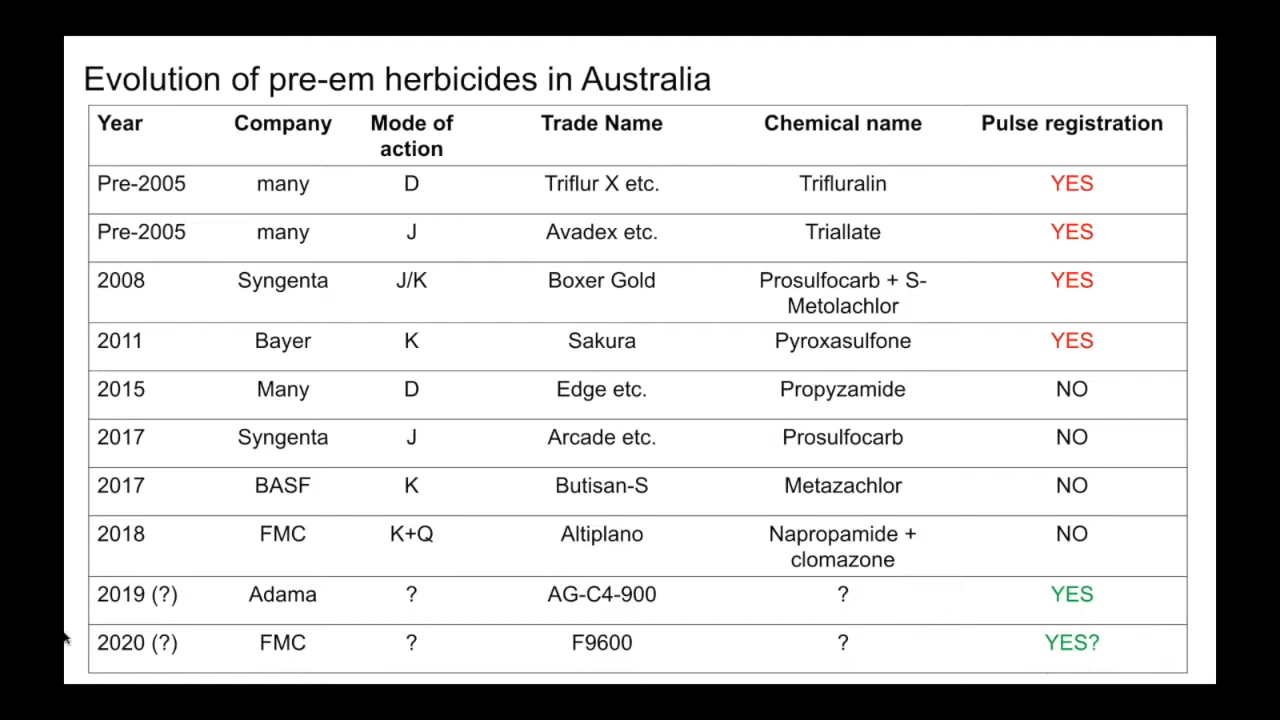 Evolution of pre-em herbicides in Australia
Year Company Mode of action Trade Name Chemical name Pulse registration
Pre-2005 many D Triflur X etc. Trifluralin YES
Pre-2005 many J Avadex etc. Triallate YES
2008 Syngenta J/K Boxer Gold Prosulfocarb + S-Metolachlor YES
2011 Bayer K Sakura Pyroxasulfone YES
2015 Many D Edge etc. Propyzamide NO
2017 Syngenta J Arcade etc. Prosulfocarb NO
2017 BASF K Butisan-S Metazachlor NO
2018 FMC K+Q Altiplano Napropamide + clomazone NO
2019 (?) Adama ? AG-C4-900 ? YES
2020 (?) FMC ? F9600 ? YES?